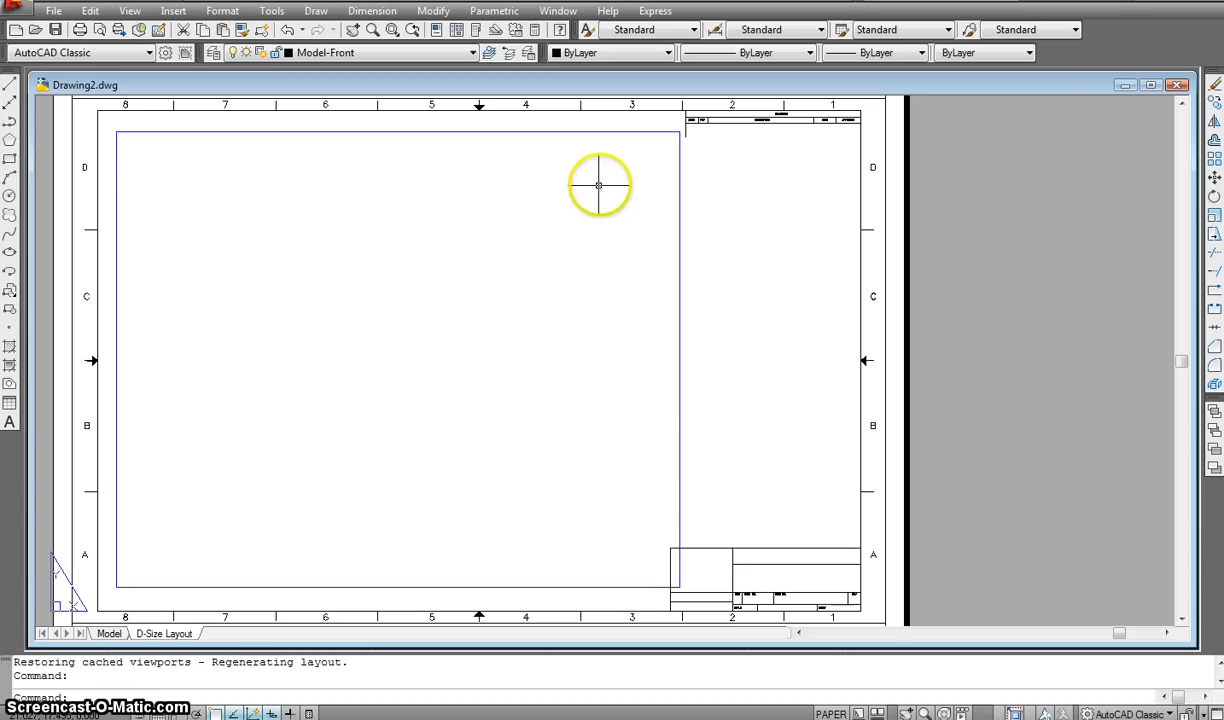 File Edit View Insert Format Tools Draw Dimension Modify Parametric Window Help Express
Standard Standard Standard Standard
AutoCAD Classic Model-Front ByLayer ByLayer ByLayer ByLayer
Drawing2.dwg
8 7 6 5 4 3 2 1
D D
C C
B B
A A
8 7 6 5 4 3 2 1
Model D-Size Layout
Restoring cached viewports - Regenerating layout.
Command:
Command:
Screencast-O-Matic.com
PAPER AutoCAD Classic